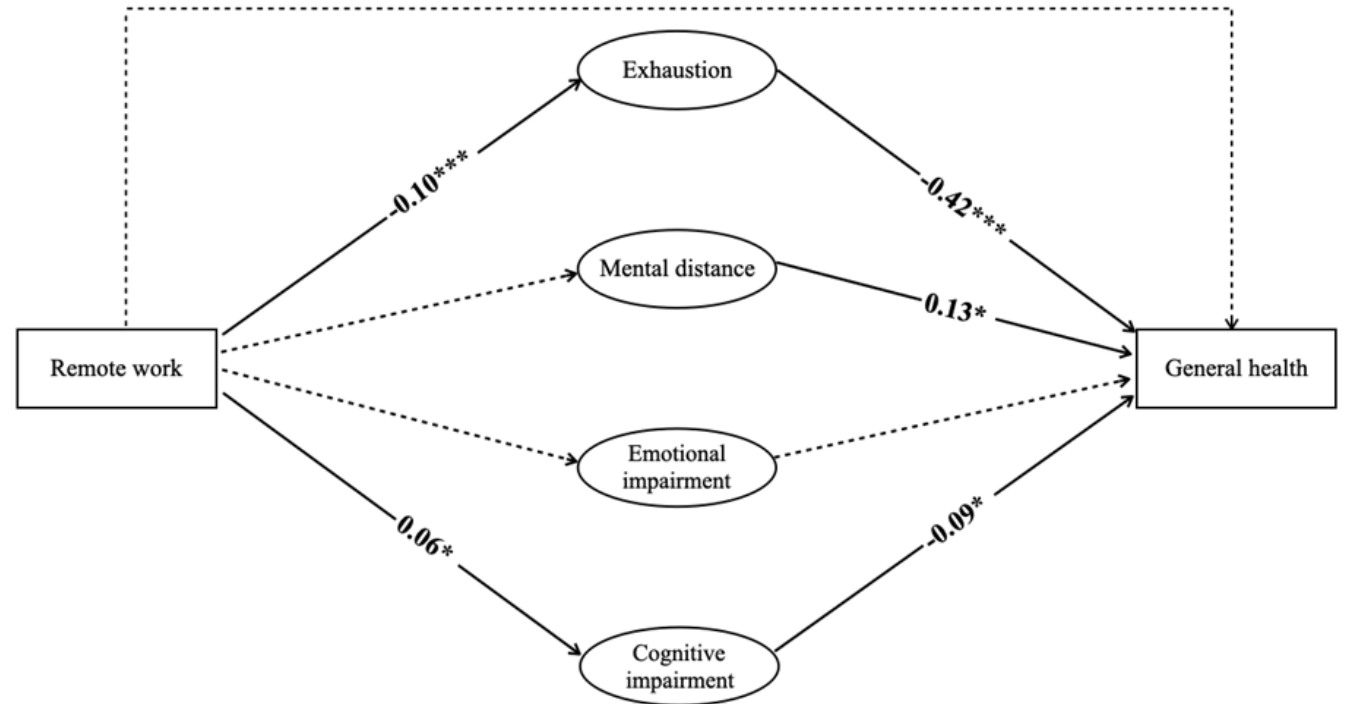 Exhaustion
-0.10***
-0.42***
Mental distance
0.13*
Remote work
General health
Emotional
impairment
0.06*
-0.09*
Cognitive
impairment